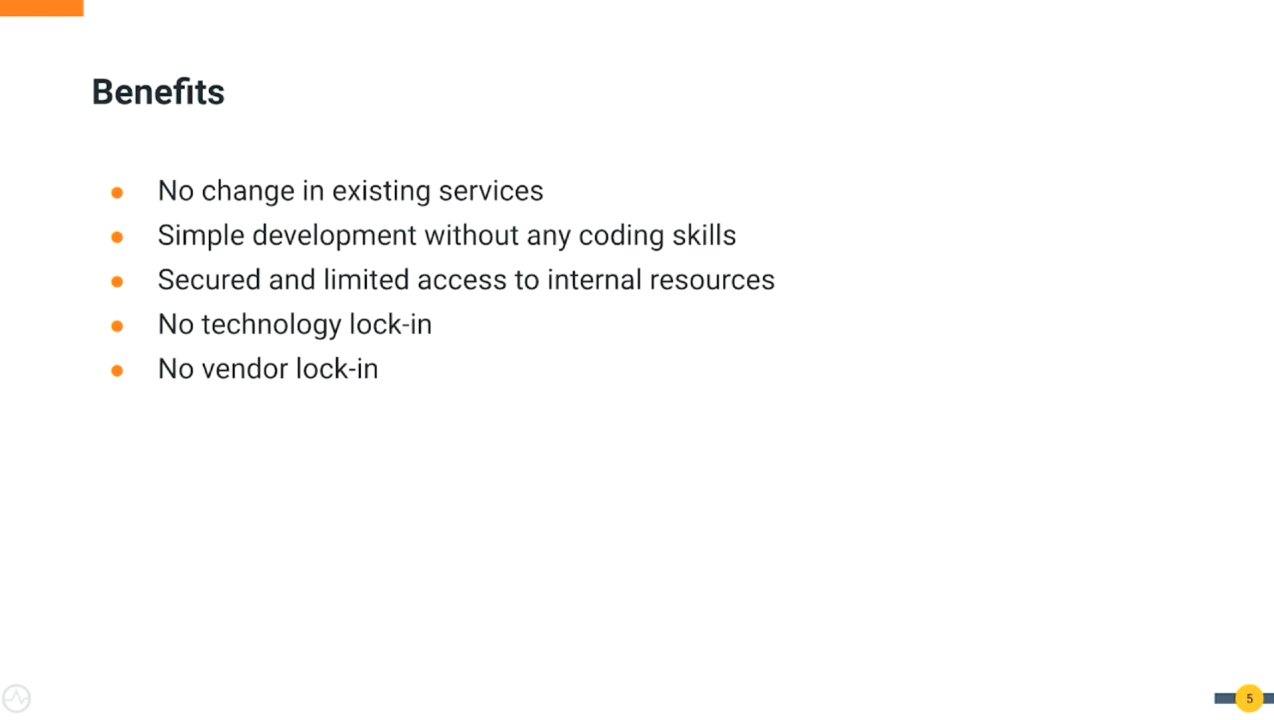 Benefits
No change in existing services
Simple development without any coding skills
Secured and limited access to internal resources
No technology lock-in
No vendor lock-in
5